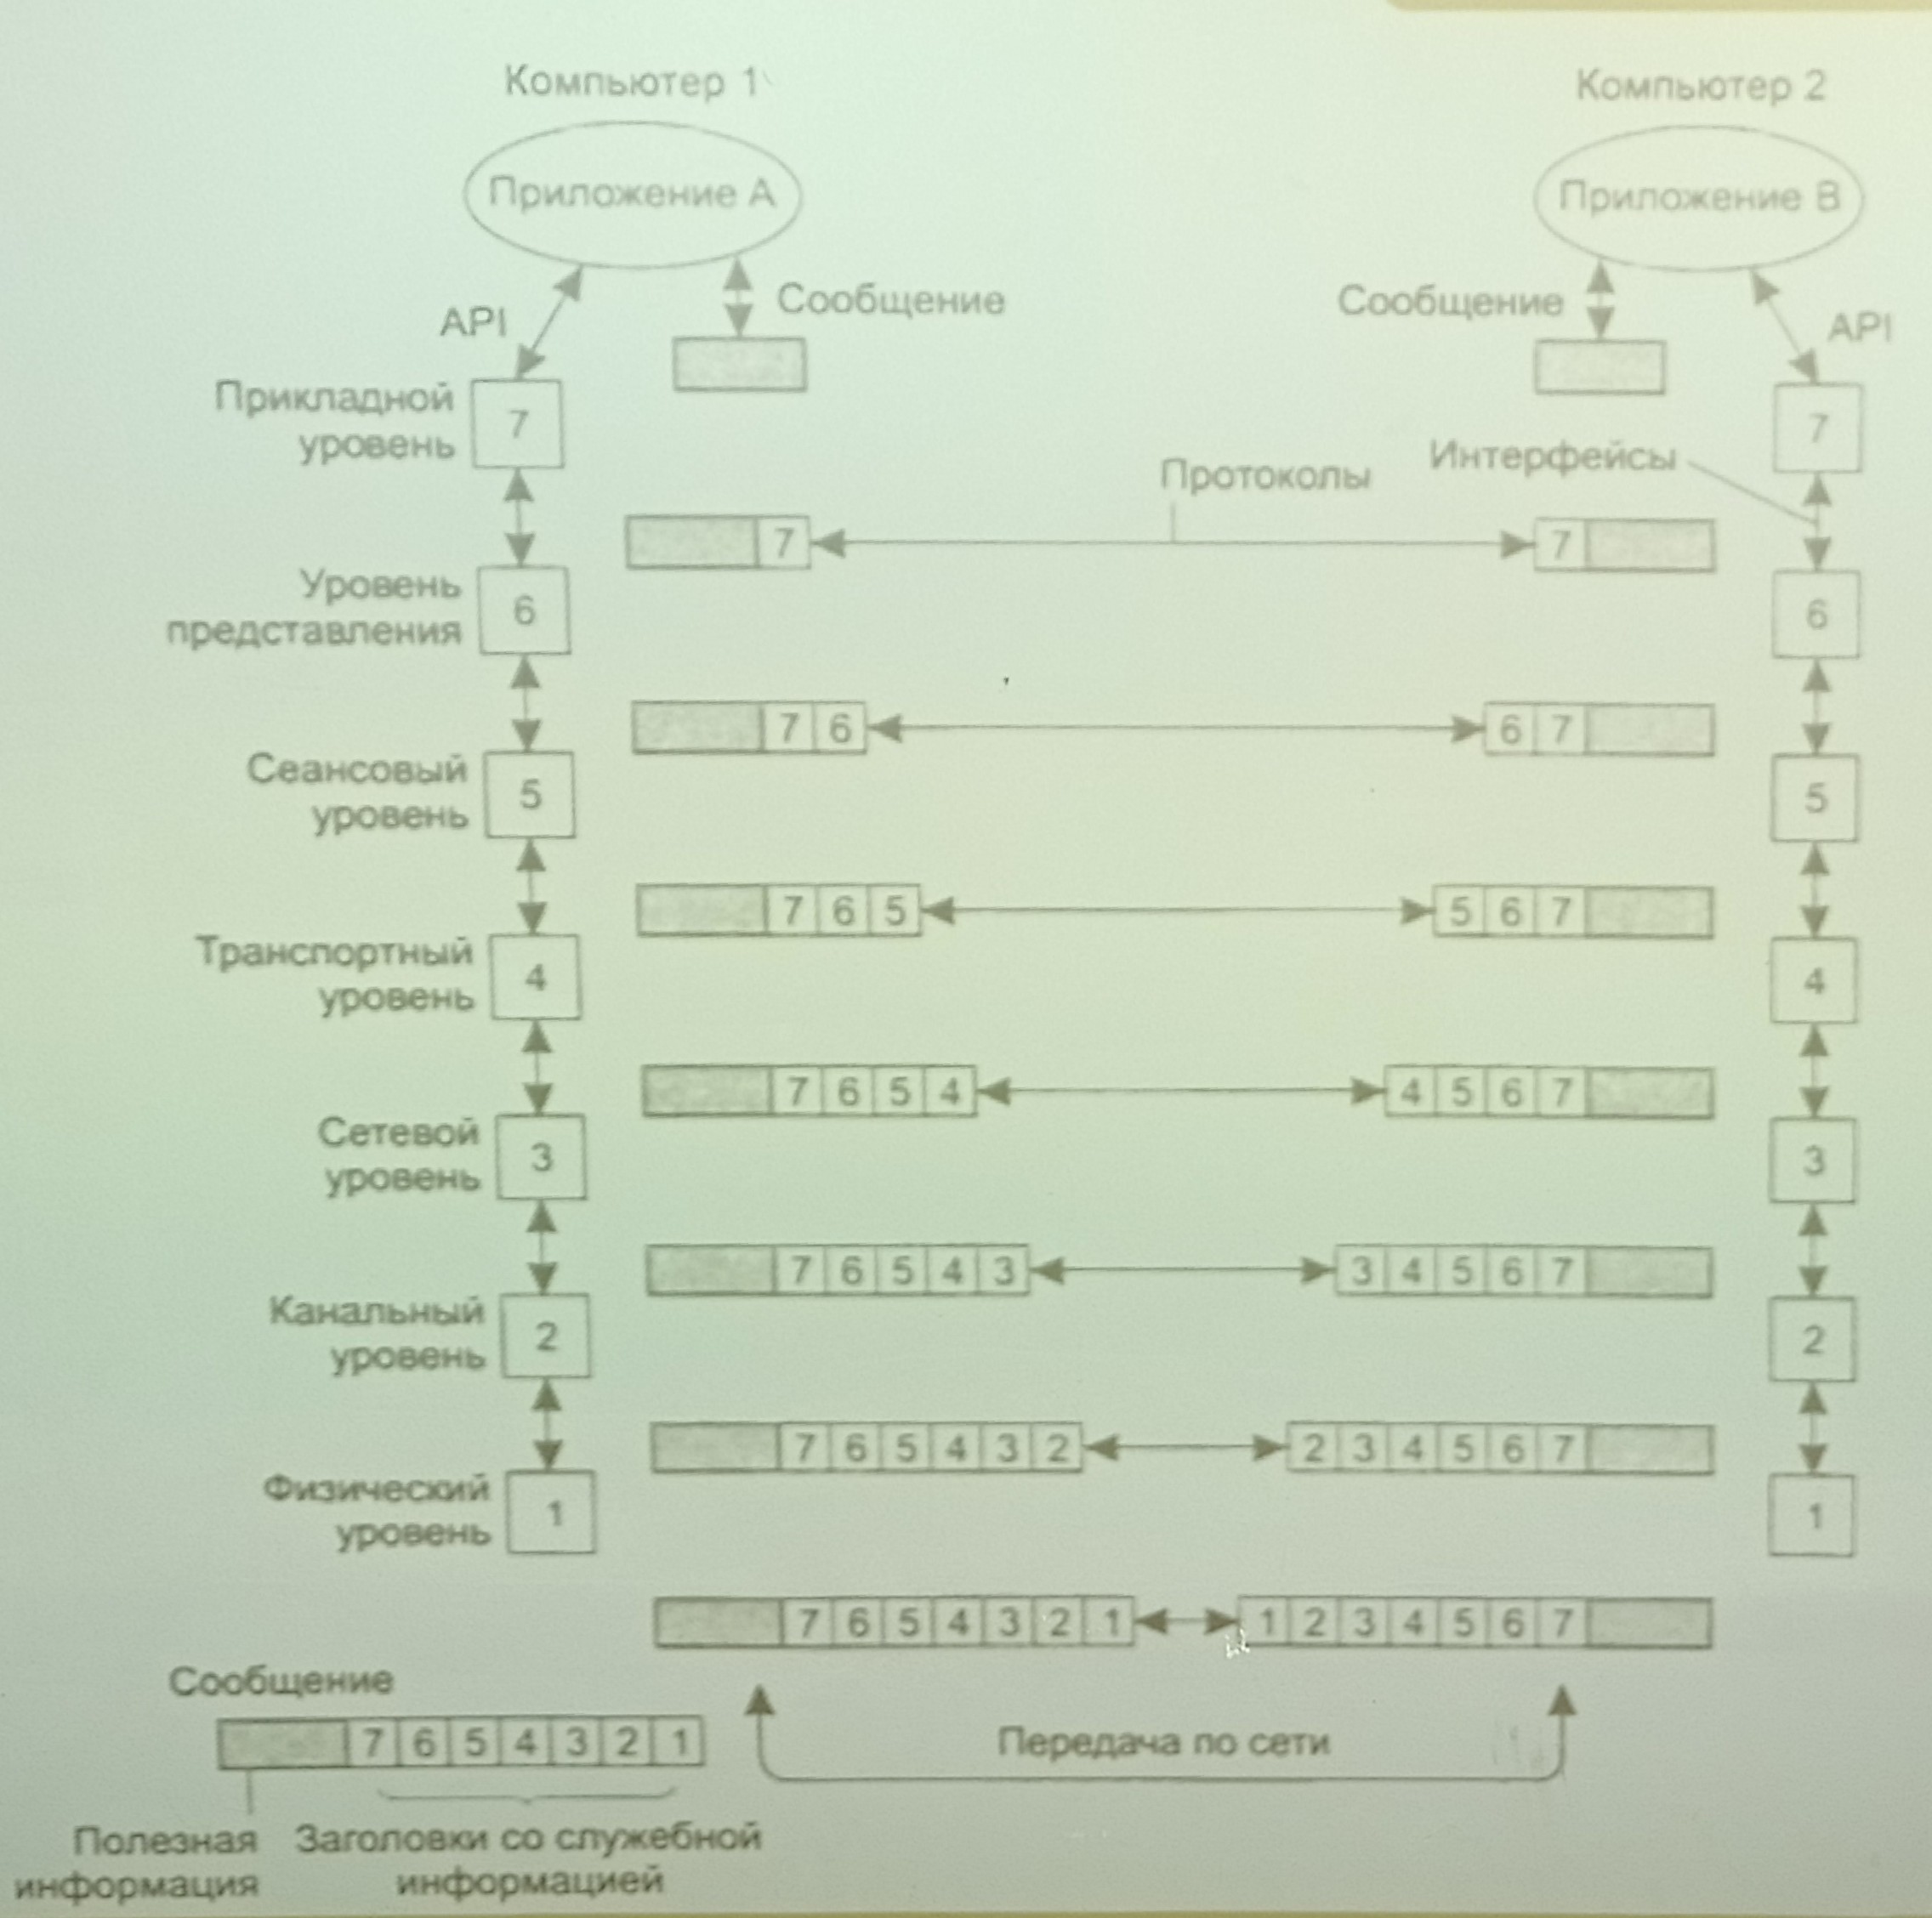 Компьютер 1
Компьютер 2
Приложение А
Приложение В
Сообщение
Сообщение
API
API
Прикладной
уровень
7
7
Протоколы
Интерфейсы
7
7
Уровень
представления
6
6
7 6
6 7
Сеансовый
уровень
5
5
7 6 5
5 6 7
Транспортный
уровень
4
4
7 6 5 4
4 5 6 7
Сетевой
уровень
3
3
7 6 5 4 3
3 4 5 6 7
Канальный
уровень
2
2
7 6 5 4 3 2
2 3 4 5 6 7
Физический
уровень
1
1
7 6 5 4 3 2 1
1 2 3 4 5 6 7
Сообщение
7 6 5 4 3 2 1
Передача по сети
Полезная
информация
Заголовки со служебной
информацией